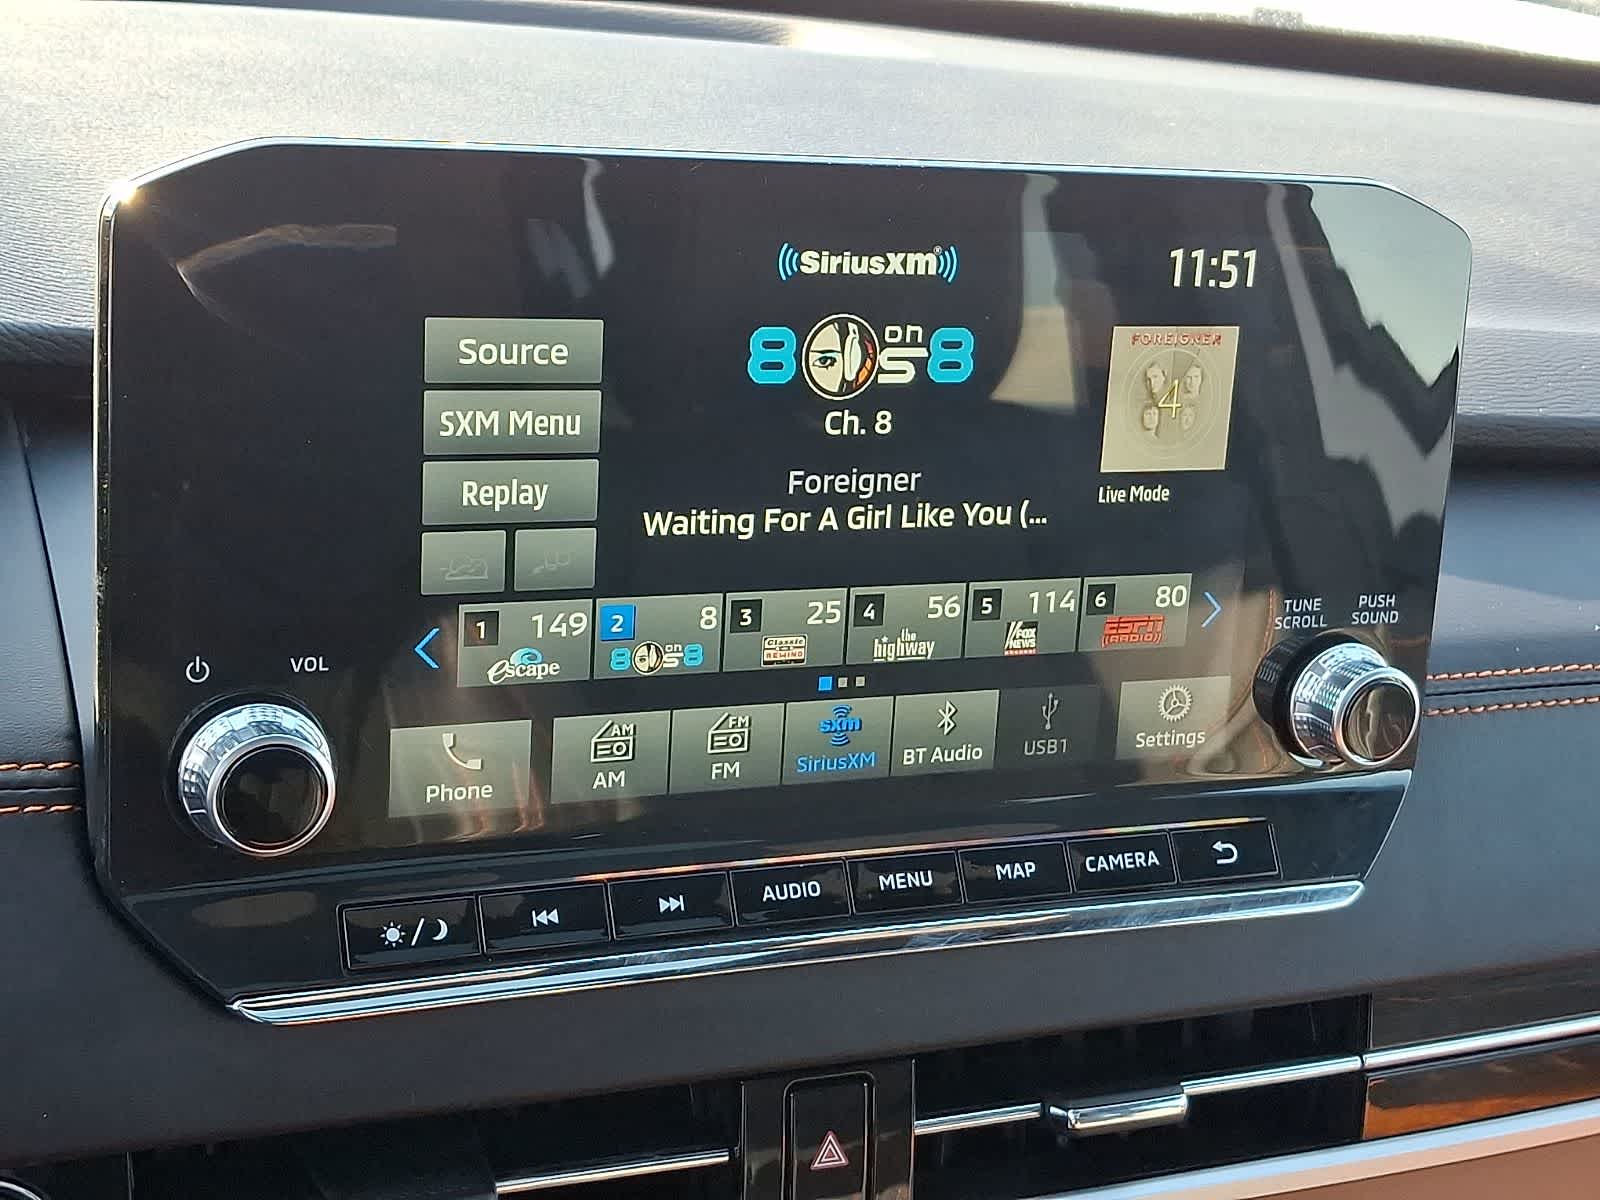 ((SiriusXM®))
11:51
Source
SXM Menu
Replay
8 on 8
80s
Ch. 8
Foreigner
Waiting For A Girl Like You (...
FOREIGNER
4
Live Mode
1 149 escape
2 8 80s on 8
3 25 Classic REWIND
4 56 the highway
5 114 FOX NEWS
6 80 ESPN RADIO
TUNE SCROLL
PUSH SOUND
VOL
Phone
AM AM
FM FM
sxm SiriusXM
BT Audio
USB1
Settings
AUDIO
MENU
MAP
CAMERA